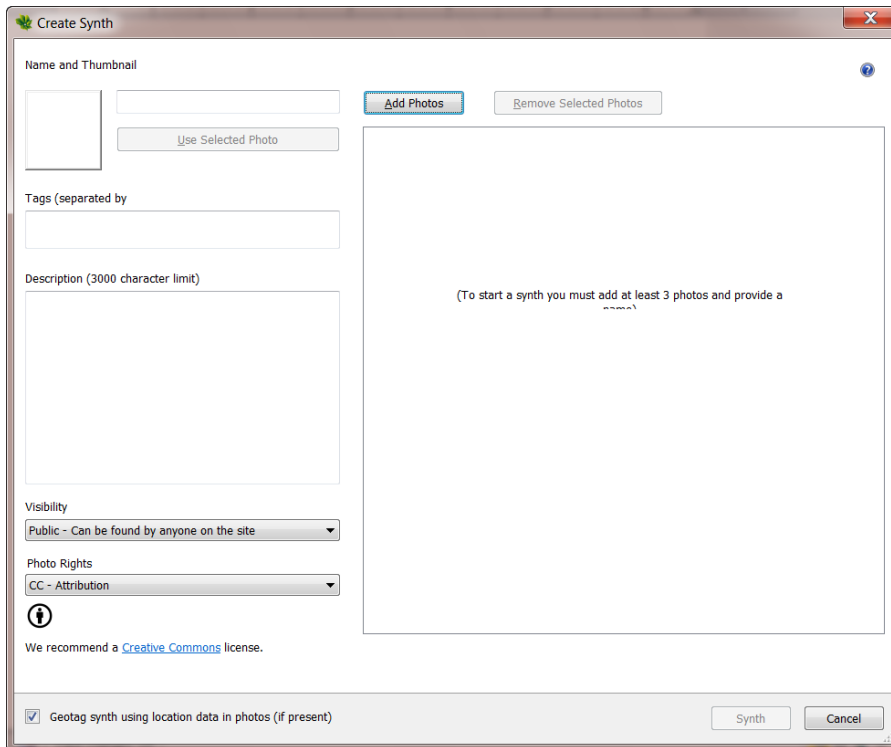 Create Synth
Name and Thumbnail
Add Photos
Remove Selected Photos
Use Selected Photo
Tags (separated by
(To start a synth you must add at least 3 photos and provide a
name)
Description (3000 character limit)
Visibility
Public - Can be found by anyone on the site
Photo Rights
CC - Attribution
We recommend a Creative Commons license.
Geotag synth using location data in photos (if present)
Synth
Cancel